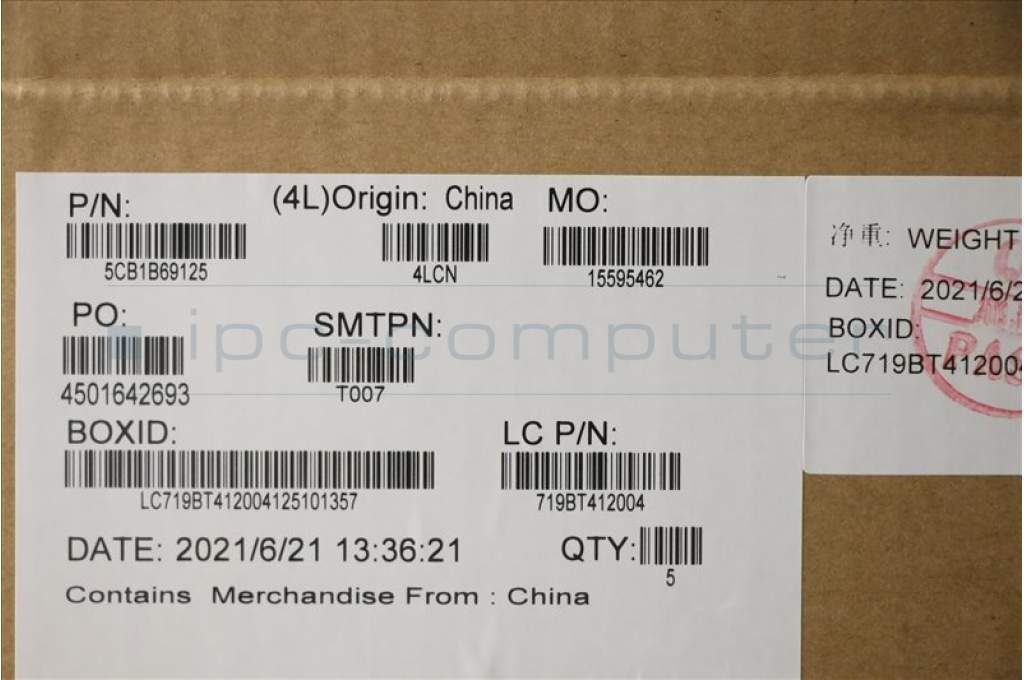 P/N:
5CB1B69125
(4L)Origin: China
4LCN
MO:
15595462
PO:
4501642693
SMTPN:
T007
BOXID:
LC719BT412004125101357
LC P/N:
719BT412004
DATE: 2021/6/21 13:36:21
QTY:
5
Contains Merchandise From : China
净重: WEIGHT
DATE: 2021/6/2
BOXID:
LC719BT412004
ipc-computer